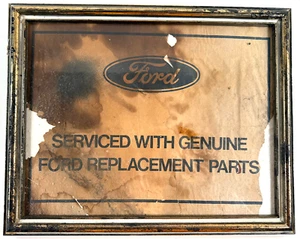 Ford
SERVICED WITH GENUINE
FORD REPLACEMENT PARTS